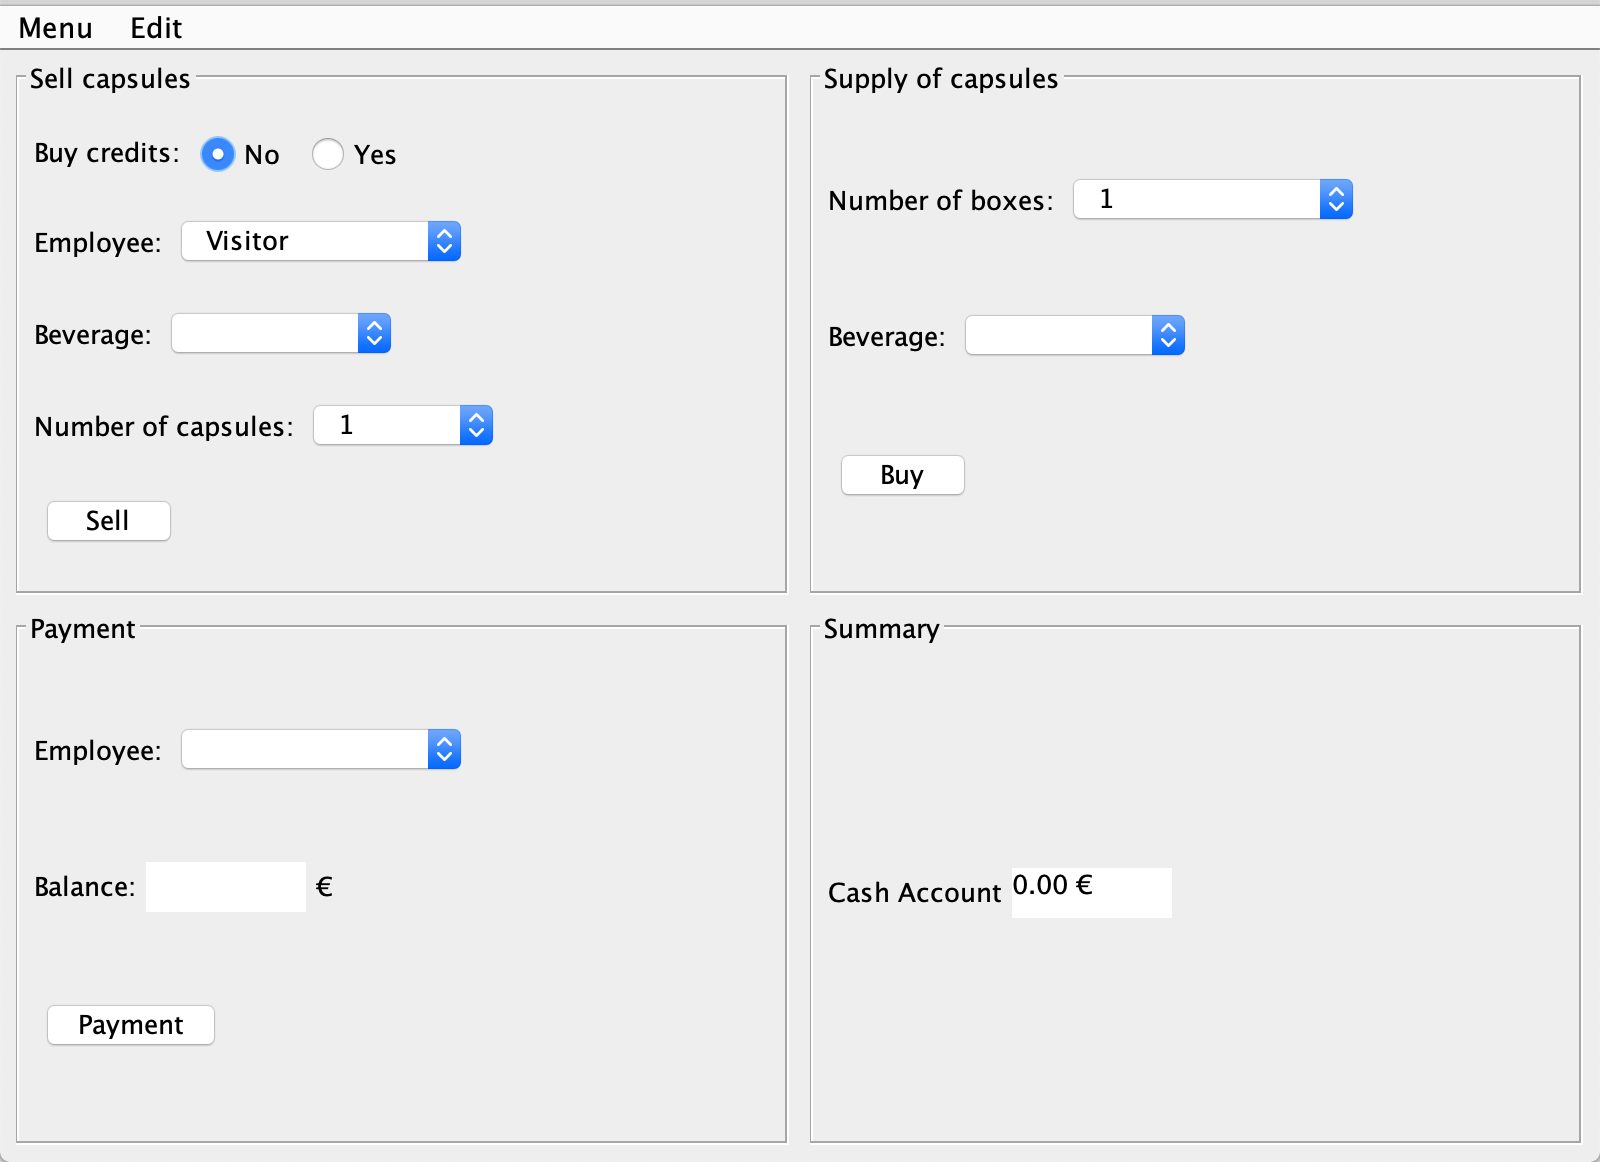 Menu Edit
Sell capsules
Buy credits: No Yes
Employee: Visitor
Beverage:
Number of capsules: 1
Sell
Supply of capsules
Number of boxes: 1
Beverage:
Buy
Payment
Employee:
Balance: €
Payment
Summary
Cash Account 0.00 €